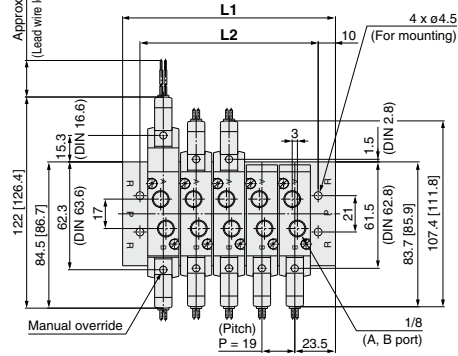 L1
L2
10
4 x ø4.5
(For mounting)
Approx
(Lead wire l
122 [126.4]
84.5 [86.7]
15.3
(DIN 16.6)
62.3
(DIN 63.6)
17
3
1.5
(DIN 2.8)
21
61.5
(DIN 62.8)
83.7 [85.9]
107.4 [111.8]
R
P
R
A
A
A
A
A
B
B
R
P
R
Manual override
(Pitch)
P = 19
23.5
1/8
(A, B port)